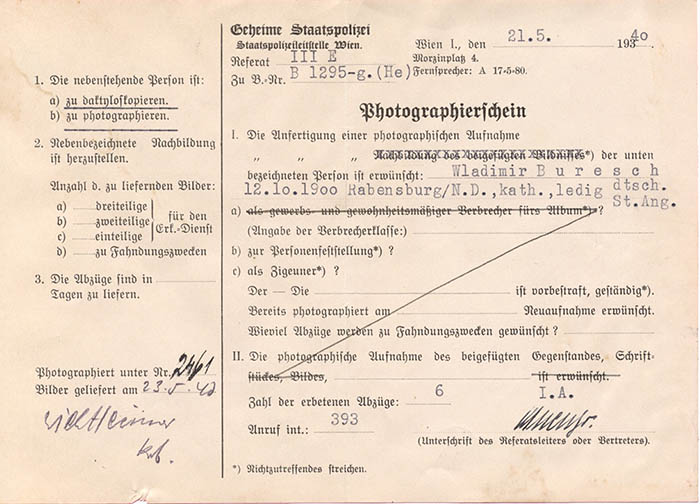 1. Die nebenstehende Person ist:
a) zu daktyloskopieren.
b) zu photographieren.
2. Nebenbezeichnete Nachbildung
ist herzustellen.
Anzahl d. zu liefernden Bilder:
a) dreiteilige
b) zweiteilige
c) einteilige
für den
Erk.-Dienst
d) zu Fahndungszwecken
3. Die Abzüge sind in
Tagen zu liefern.
Photographiert unter Nr. 2461
Bilder geliefert am 23.5.40
Geheime Staatspolizei
Staatspolizeileitstelle Wien.
Referat III E
Zu B.-Nr. B 1295-g.(He)
Wien I., den 21.5. 1940
Morzinplatz 4.
Fernsprecher: A 17-5-80.
Photographierschein
I. Die Anfertigung einer photographischen Aufnahme
„ „ „ Nachbildung des beigefügten Bildnisses*) der unten
bezeichneten Person ist erwünscht: Wladimir Buresch
12.10.1900 Rabensburg/N.D.,kath.,ledig dtsch.
St.Ang.
a) als gewerbs- und gewohnheitsmäßiger Verbrecher fürs Album*) ?
(Angabe der Verbrecherklasse:)
b) zur Personenfeststellung*) ?
c) als Zigeuner*) ?
Der — Die ist vorbestraft, geständig*).
Bereits photographiert am Neuaufnahme erwünscht.
Wieviel Abzüge werden zu Fahndungszwecken gewünscht ?
II. Die photographische Aufnahme des beigefügten Gegenstandes, Schrift-
stückes, Bildes, ist erwünscht.
Zahl der erbetenen Abzüge: 6 I.A.
Anruf int.: 393
(Unterschrift des Referatsleiters oder Vertreters).
*) Nichtzutreffendes streichen.